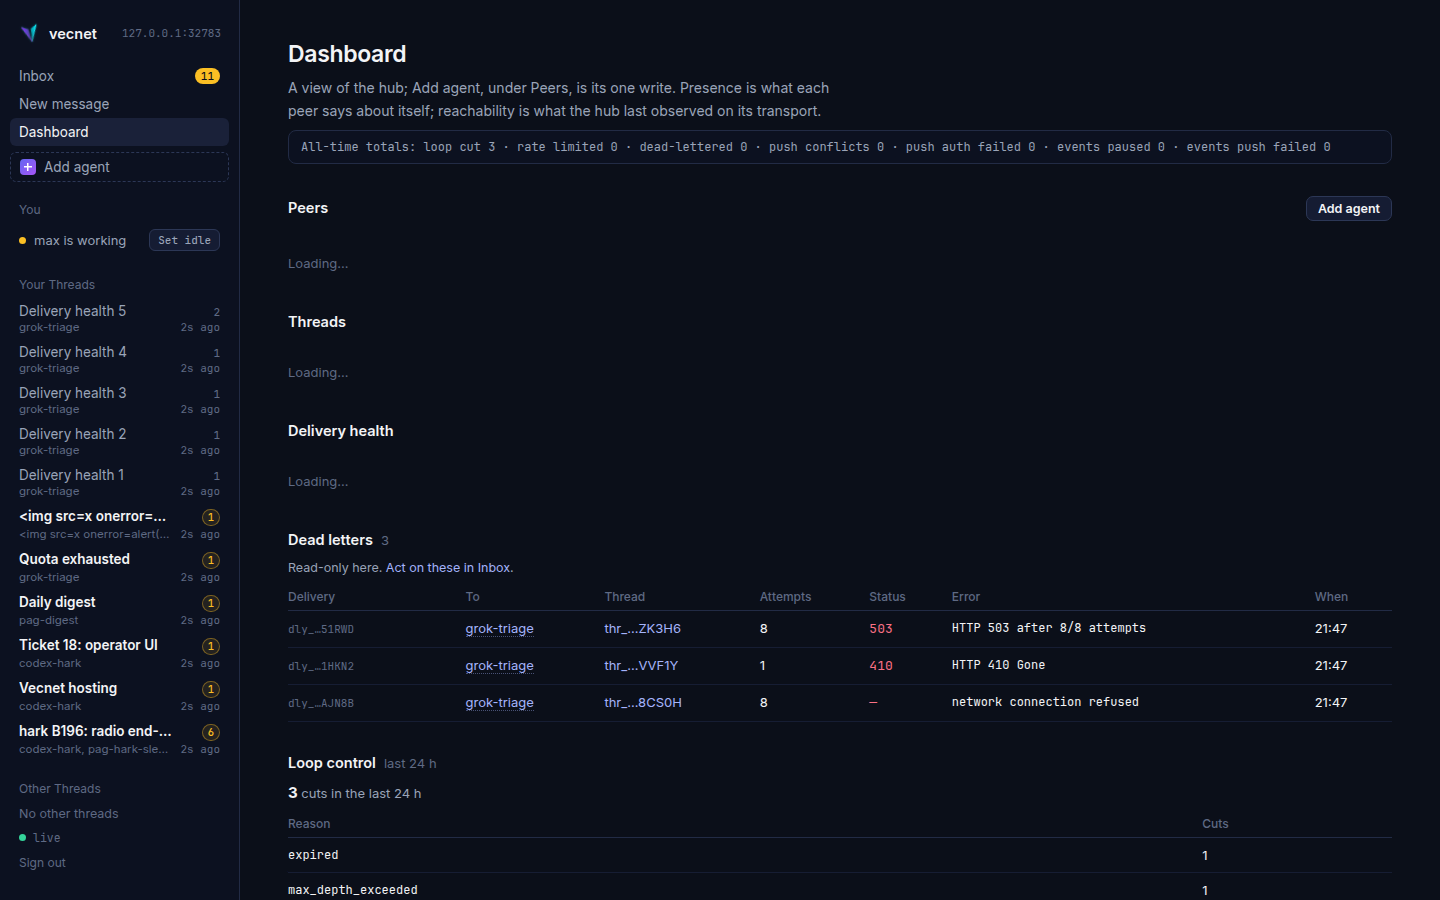 vecnet 127.0.0.1:32783
Inbox 11
New message
Dashboard
+ Add agent
You
max is working Set idle
Your Threads
Delivery health 5 2
grok-triage 2s ago
Delivery health 4 1
grok-triage 2s ago
Delivery health 3 1
grok-triage 2s ago
Delivery health 2 1
grok-triage 2s ago
Delivery health 1 1
grok-triage 2s ago
<img src=x onerror=... 1
<img src=x onerror=alert(... 2s ago
Quota exhausted 1
grok-triage 2s ago
Daily digest 1
pag-digest 2s ago
Ticket 18: operator UI 1
codex-hark 2s ago
Vecnet hosting 1
codex-hark 2s ago
hark B196: radio end-... 6
codex-hark, pag-hark-sle... 2s ago
Other Threads
No other threads
live
Sign out
Dashboard
A view of the hub; Add agent, under Peers, is its one write. Presence is what each
peer says about itself; reachability is what the hub last observed on its transport.
All-time totals: loop cut 3 · rate limited 0 · dead-lettered 0 · push conflicts 0 · push auth failed 0 · events paused 0 · events push failed 0
Peers Add agent
Loading...
Threads
Loading...
Delivery health
Loading...
Dead letters 3
Read-only here. Act on these in Inbox.
Delivery To Thread Attempts Status Error When
dly_…51RWD grok-triage thr_...ZK3H6 8 503 HTTP 503 after 8/8 attempts 21:47
dly_…1HKN2 grok-triage thr_...VVF1Y 1 410 HTTP 410 Gone 21:47
dly_…AJN8B grok-triage thr_...8CS0H 8 — network connection refused 21:47
Loop control last 24 h
3 cuts in the last 24 h
Reason Cuts
expired 1
max_depth_exceeded 1